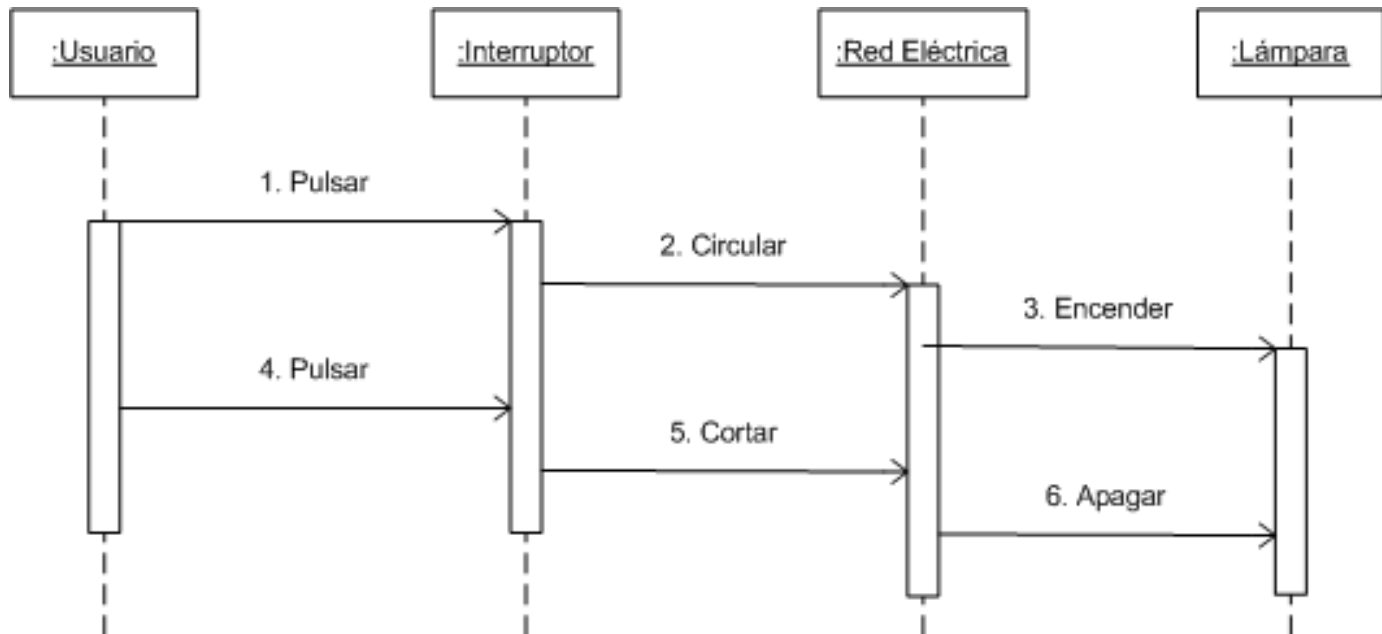 :Usuario
:Interruptor
:Red Eléctrica
:Lámpara
1. Pulsar
2. Circular
3. Encender
4. Pulsar
5. Cortar
6. Apagar